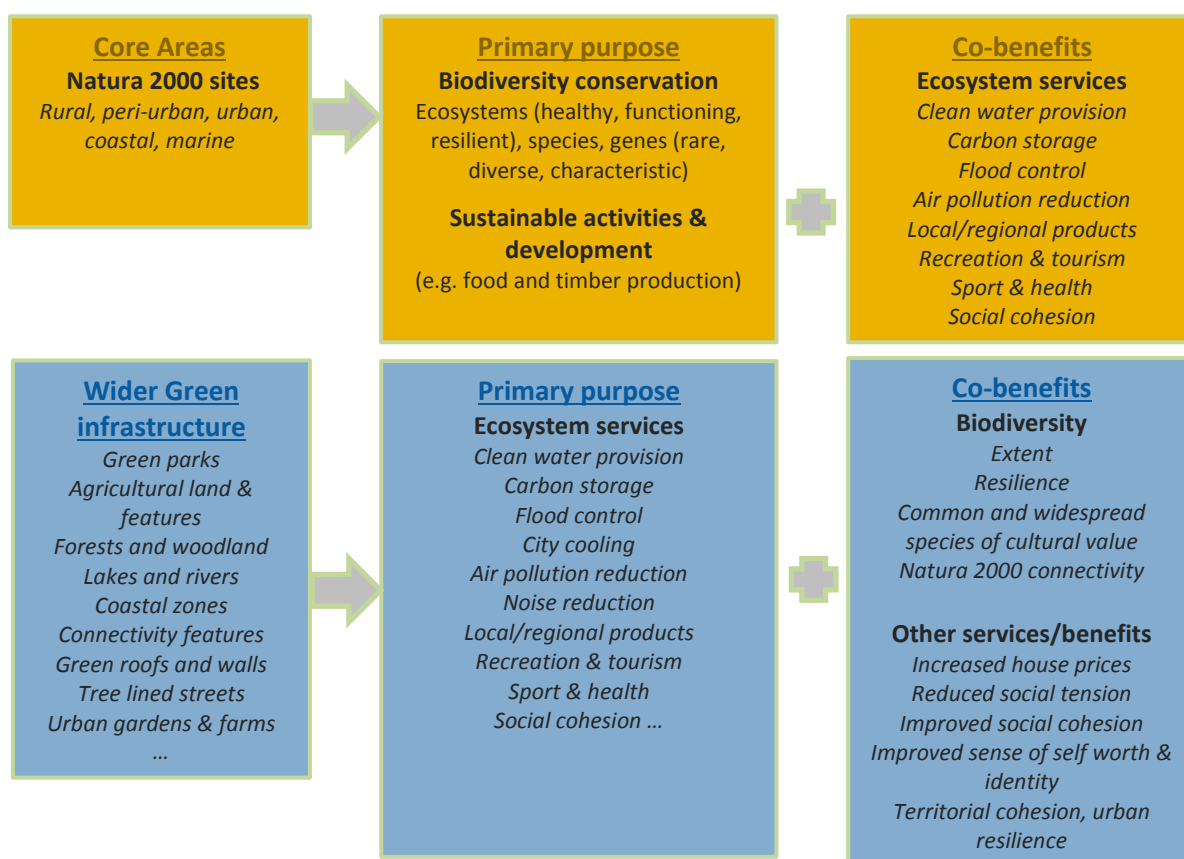 Core Areas
Natura 2000 sites
Rural, peri-urban, urban,
coastal, marine
Primary purpose
Biodiversity conservation
Ecosystems (healthy, functioning,
resilient), species, genes (rare,
diverse, characteristic)
Sustainable activities &
development
(e.g. food and timber production)
Co-benefits
Ecosystem services
Clean water provision
Carbon storage
Flood control
Air pollution reduction
Local/regional products
Recreation & tourism
Sport & health
Social cohesion
Wider Green
infrastructure
Green parks
Agricultural land &
features
Forests and woodland
Lakes and rivers
Coastal zones
Connectivity features
Green roofs and walls
Tree lined streets
Urban gardens & farms
…
Primary purpose
Ecosystem services
Clean water provision
Carbon storage
Flood control
City cooling
Air pollution reduction
Noise reduction
Local/regional products
Recreation & tourism
Sport & health
Social cohesion …
Co-benefits
Biodiversity
Extent
Resilience
Common and widespread
species of cultural value
Natura 2000 connectivity
Other services/benefits
Increased house prices
Reduced social tension
Improved social cohesion
Improved sense of self worth &
identity
Territorial cohesion, urban
resilience